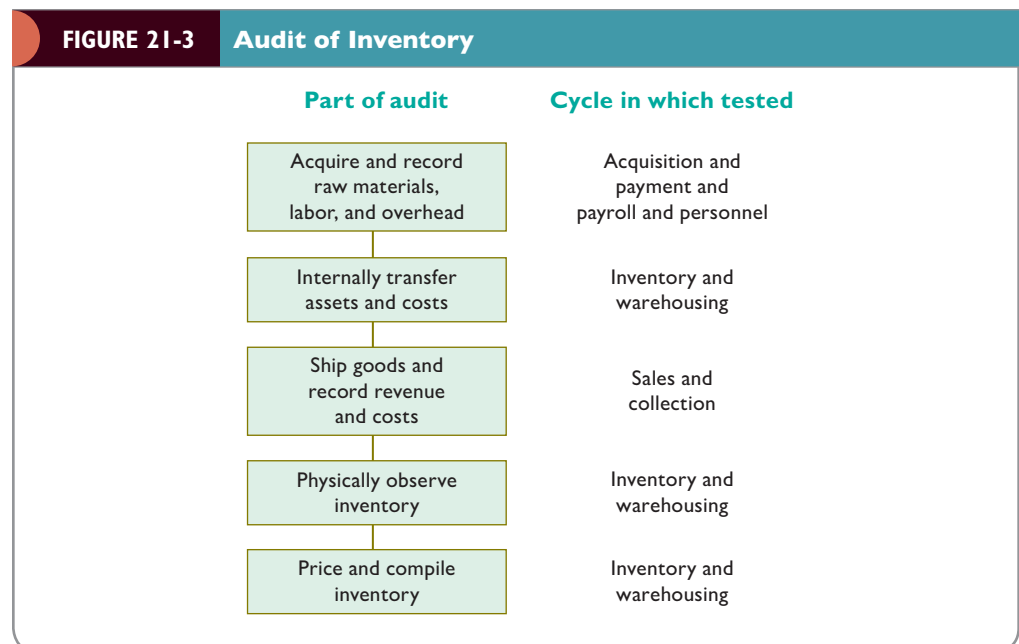 FIGURE 21-3 Audit of Inventory
Part of audit
Cycle in which tested
Acquire and record
raw materials,
labor, and overhead
Acquisition and
payment and
payroll and personnel
Internally transfer
assets and costs
Inventory and
warehousing
Ship goods and
record revenue
and costs
Sales and
collection
Physically observe
inventory
Inventory and
warehousing
Price and compile
inventory
Inventory and
warehousing